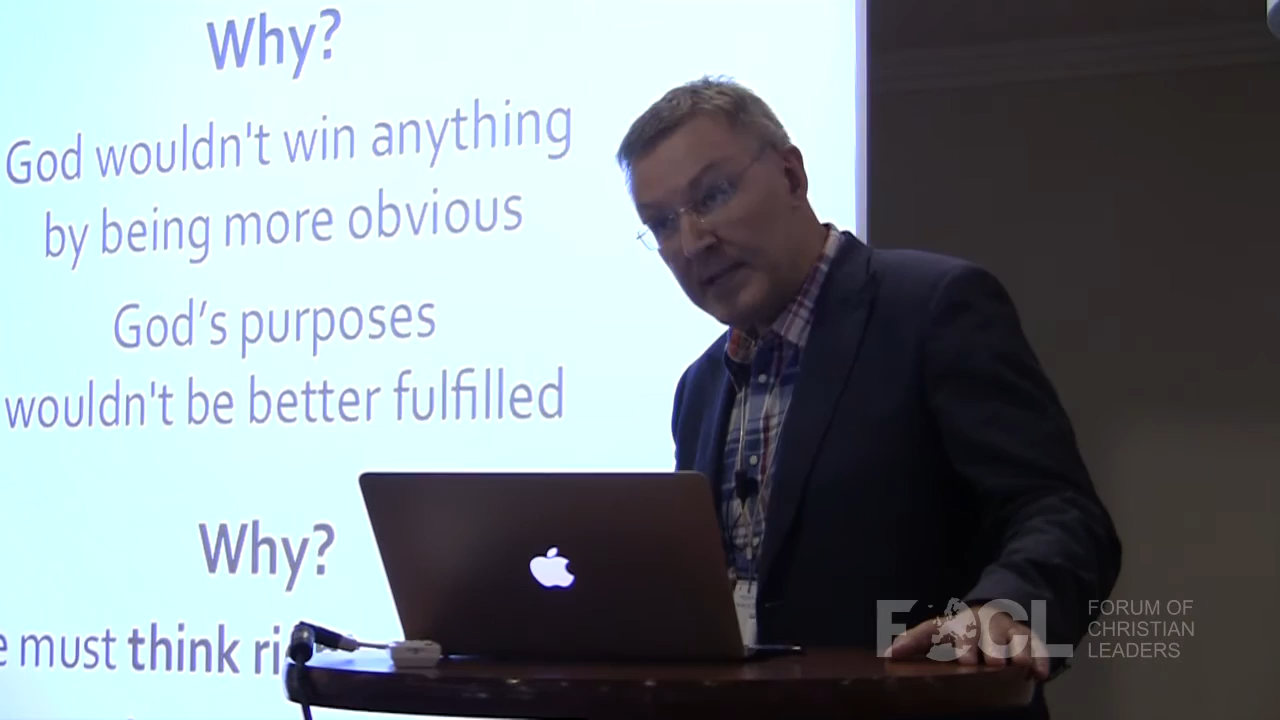 Why?
God wouldn't win anything
by being more obvious
God's purposes
wouldn't be better fulfilled
Why?
must think
FOCL
FORUM OF
CHRISTIAN
LEADERS